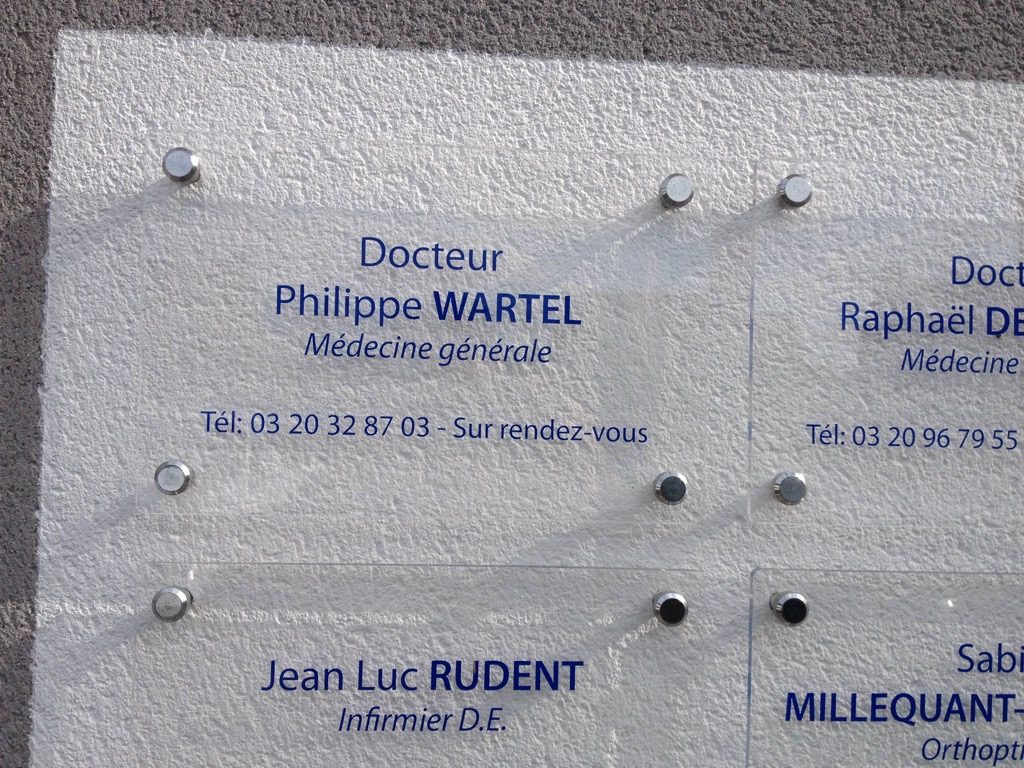 Docteur
Philippe WARTEL
Médecine générale
Tél: 03 20 32 87 03 - Sur rendez-vous
Raphaël
Médecine
Tél: 03 20 96 79 55
Jean Luc RUDENT
Infirmier D.E.
MILLEQUANT-